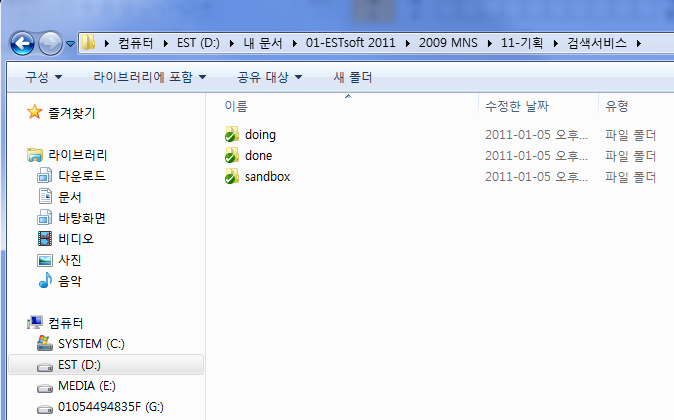 컴퓨터 EST (D:) 내 문서 01-ESTsoft 2011 2009 MNS 11-기획 검색서비스
구성 라이브러리에 포함 공유 대상 새 폴더
즐겨찾기
라이브러리
다운로드
문서
바탕화면
비디오
사진
음악
컴퓨터
SYSTEM (C:)
EST (D:)
MEDIA (E:)
01054494835F (G:)
이름 수정한 날짜 유형
doing 2011-01-05 오후... 파일 폴더
done 2011-01-05 오후... 파일 폴더
sandbox 2011-01-05 오후... 파일 폴더